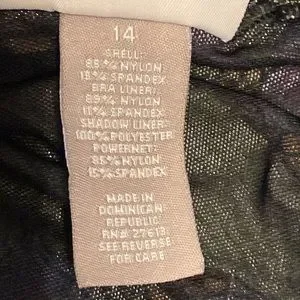 14
SHELL:
85% NYLON
15% SPANDEX
BRA LINER:
89% NYLON
11% SPANDEX
SHADOW LINER:
100% POLYESTER
POWERNET:
85% NYLON
15% SPANDEX
MADE IN
DOMINICAN
REPUBLIC
RN# 27613
SEE REVERSE
FOR CARE